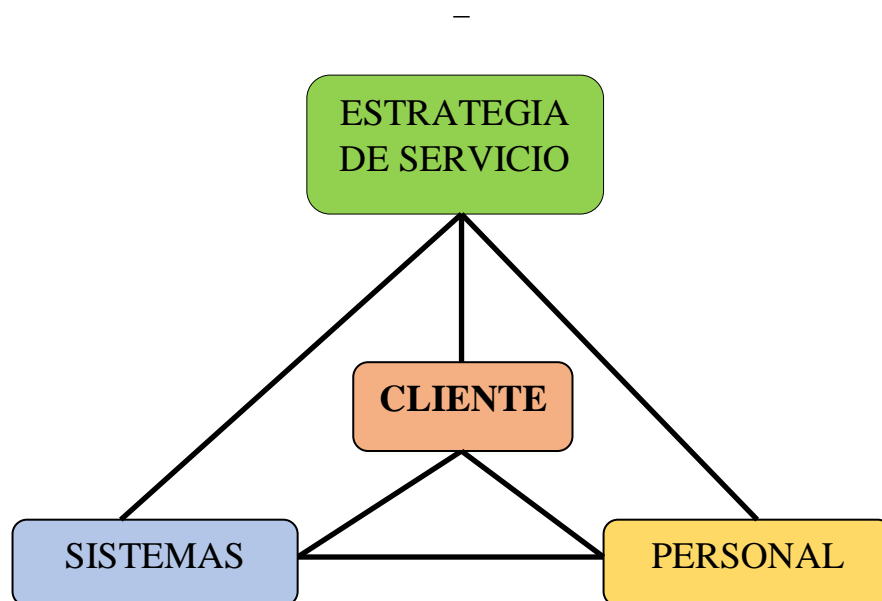 –
ESTRATEGIA
DE SERVICIO
CLIENTE
SISTEMAS
PERSONAL